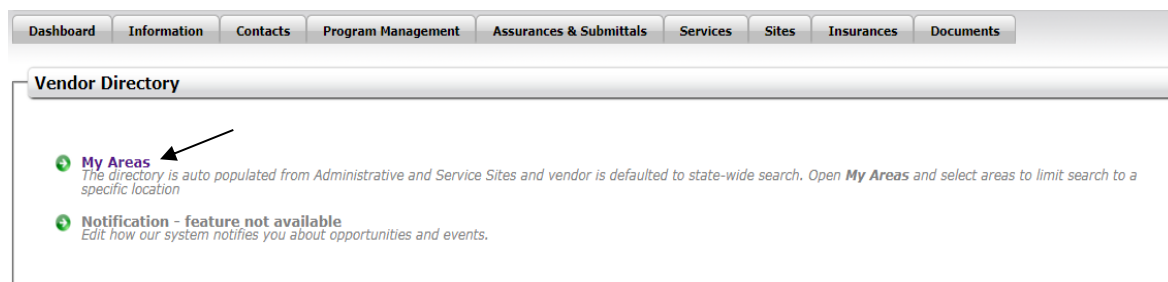 Dashboard Information Contacts Program Management Assurances & Submittals Services Sites Insurances Documents
Vendor Directory
My Areas
The directory is auto populated from Administrative and Service Sites and vendor is defaulted to state-wide search. Open My Areas and select areas to limit search to a
specific location
Notification - feature not available
Edit how our system notifies you about opportunities and events.